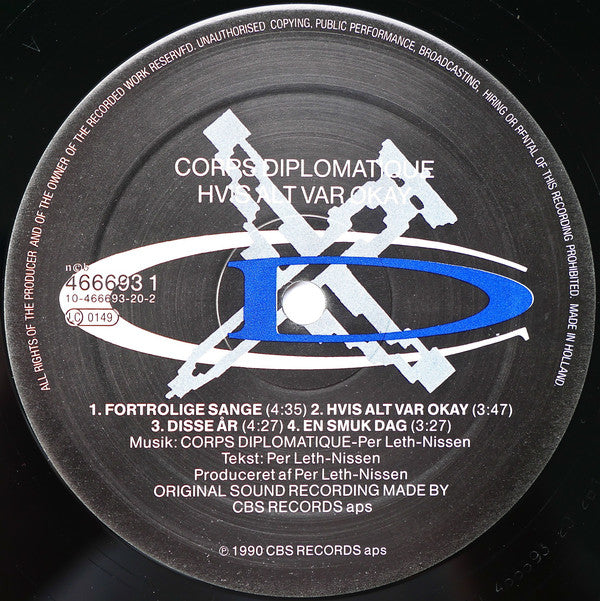 ALL RIGHTS OF THE PRODUCER AND OF THE OWNER OF THE RECORDED WORK RESERVED. UNAUTHORISED COPYING, PUBLIC PERFORMANCE, BROADCASTING, HIRING OR RENTAL OF THIS RECORDING PROHIBITED. MADE IN HOLLAND
CORPS DIPLOMATIQUE
HVIS ALT VAR OKAY
n©b
466693 1
10-466693-20-2
LC 0149
CD
1. FORTROLIGE SANGE (4:35) 2. HVIS ALT VAR OKAY (3:47)
3. DISSE ÅR (4:27) 4. EN SMUK DAG (3:27)
Musik: CORPS DIPLOMATIQUE-Per Leth-Nissen
Tekst: Per Leth-Nissen
Produceret af Per Leth-Nissen
ORIGINAL SOUND RECORDING MADE BY
CBS RECORDS aps
℗ 1990 CBS RECORDS aps